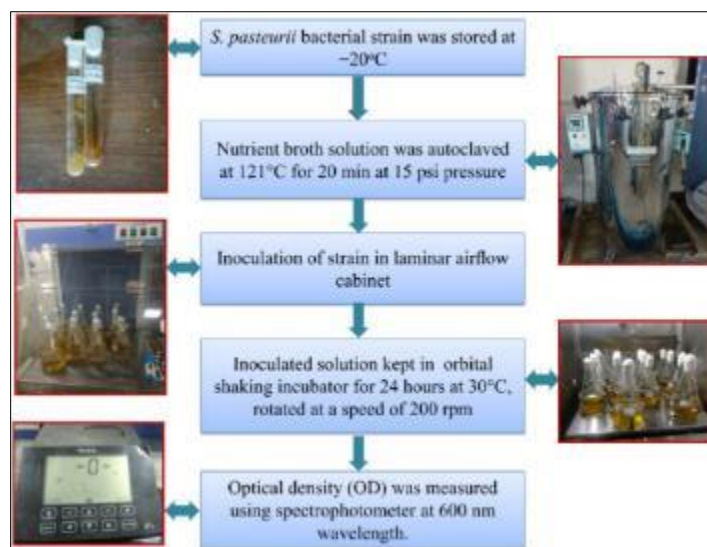 S. pasteurii bacterial strain was stored at
−20°C
Nutrient broth solution was autoclaved
at 121°C for 20 min at 15 psi pressure
Inoculation of strain in laminar airflow
cabinet
Inoculated solution kept in orbital
shaking incubator for 24 hours at 30°C,
rotated at a speed of 200 rpm
Optical density (OD) was measured
using spectrophotometer at 600 nm
wavelength.